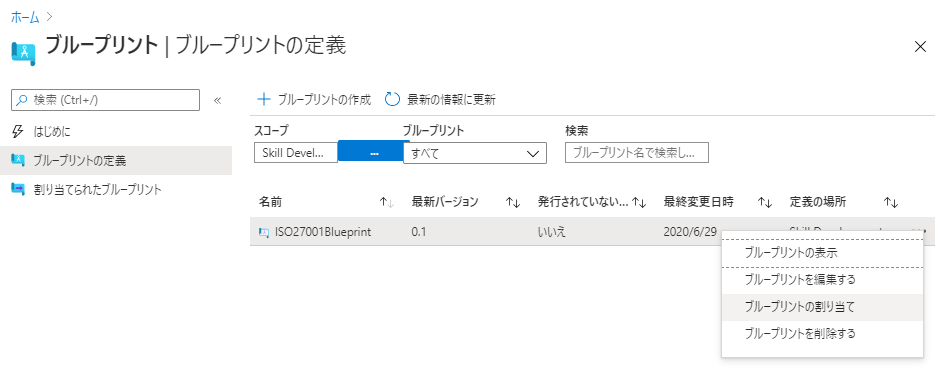 ホーム >
ブループリント | ブループリントの定義
検索 (Ctrl+/)
«
はじめに
ブループリントの定義
割り当てられたブループリント
ブループリントの作成 最新の情報に更新
スコープ ブループリント 検索
Skill Devel... ... すべて ブループリント名で検索し...
名前 最新バージョン 発行されていない... 最終変更日時 定義の場所
ISO27001Blueprint 0.1 いいえ 2020/6/29
ブループリントの表示
ブループリントを編集する
ブループリントの割り当て
ブループリントを削除する